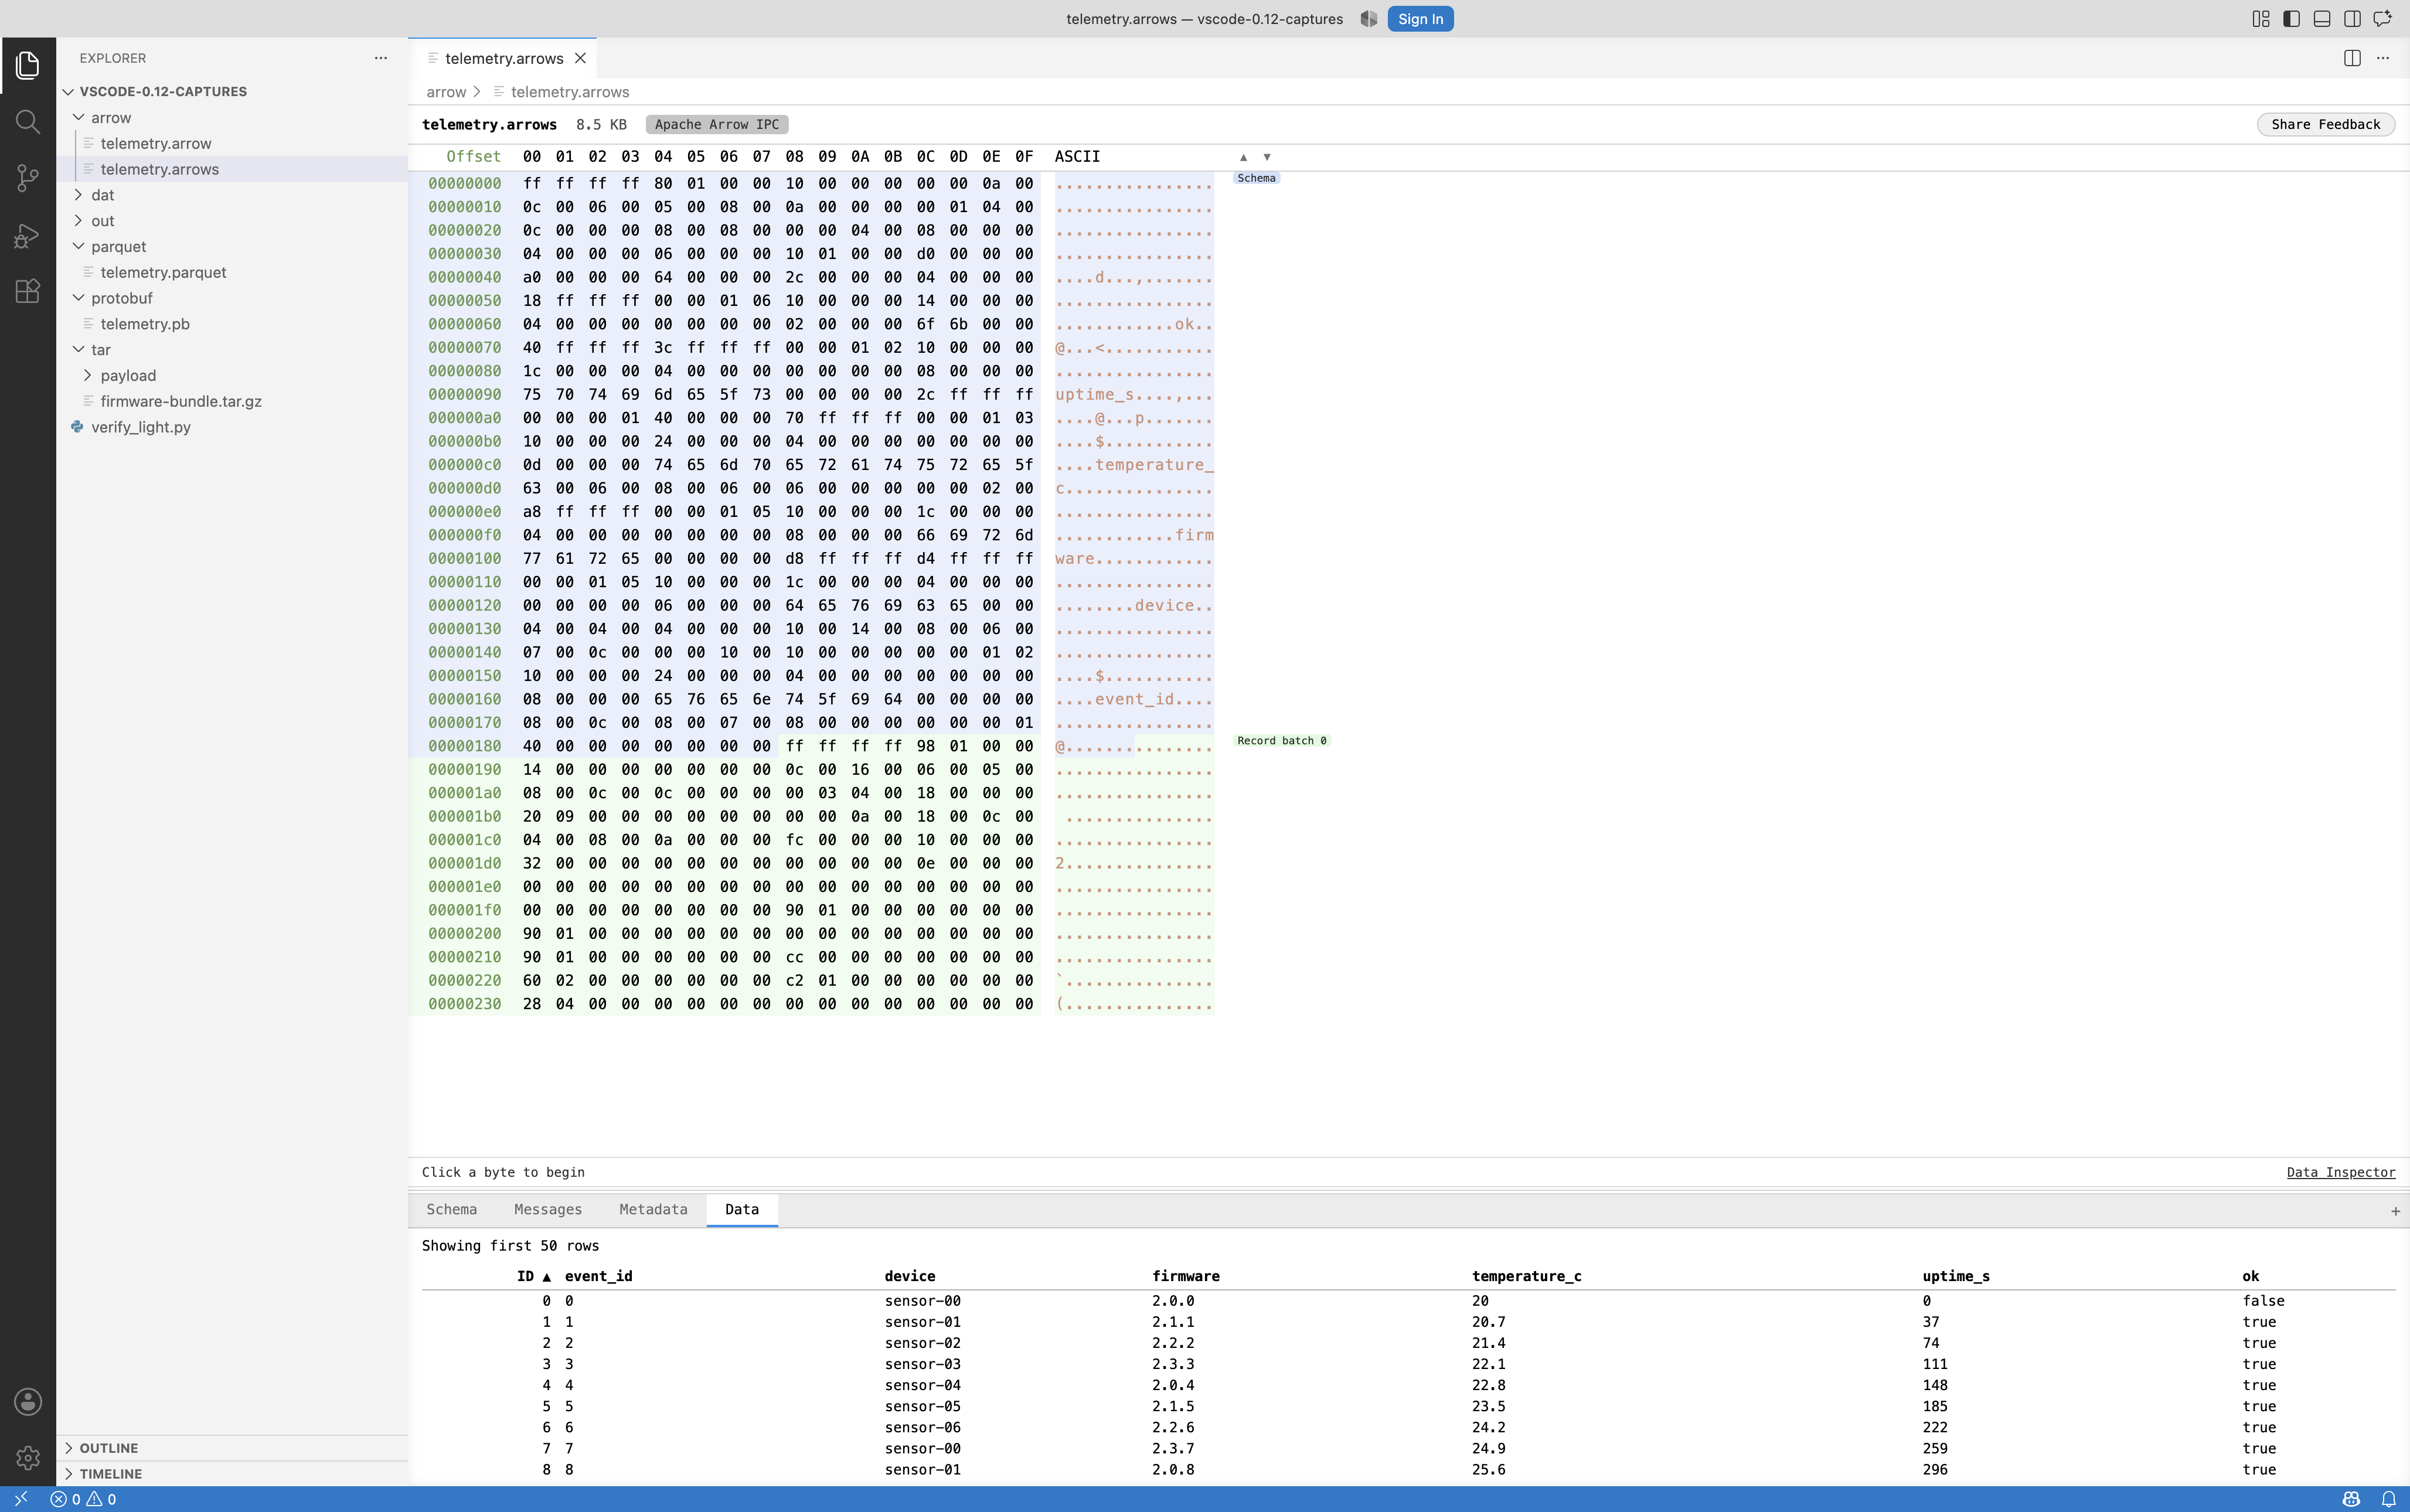 telemetry.arrows — vscode-0.12-captures
Sign In
EXPLORER
VSCODE-0.12-CAPTURES
arrow
telemetry.arrow
telemetry.arrows
dat
out
parquet
telemetry.parquet
protobuf
telemetry.pb
tar
payload
firmware-bundle.tar.gz
verify_light.py
OUTLINE
TIMELINE
telemetry.arrows
arrow > telemetry.arrows
telemetry.arrows 8.5 KB Apache Arrow IPC
Share Feedback
Offset 00 01 02 03 04 05 06 07 08 09 0A 0B 0C 0D 0E 0F ASCII ▲ ▼
00000000 ff ff ff ff 80 01 00 00 10 00 00 00 00 00 0a 00 ................ Schema
00000010 0c 00 06 00 05 00 08 00 0a 00 00 00 00 01 04 00 ................
00000020 0c 00 00 00 08 00 08 00 00 00 04 00 08 00 00 00 ................
00000030 04 00 00 00 06 00 00 00 10 01 00 00 d0 00 00 00 ................
00000040 a0 00 00 00 64 00 00 00 2c 00 00 00 04 00 00 00 ....d...,.......
00000050 18 ff ff ff 00 00 01 06 10 00 00 00 14 00 00 00 ................
00000060 04 00 00 00 00 00 00 00 02 00 00 00 6f 6b 00 00 ............ok..
00000070 40 ff ff ff 3c ff ff ff 00 00 01 02 10 00 00 00 @...<...........
00000080 1c 00 00 00 04 00 00 00 00 00 00 00 08 00 00 00 ................
00000090 75 70 74 69 6d 65 5f 73 00 00 00 00 2c ff ff ff uptime_s....,...
000000a0 00 00 00 01 40 00 00 00 70 ff ff ff 00 00 01 03 ....@...p.......
000000b0 10 00 00 00 24 00 00 00 04 00 00 00 00 00 00 00 ....$...........
000000c0 0d 00 00 00 74 65 6d 70 65 72 61 74 75 72 65 5f ....temperature_
000000d0 63 00 06 00 08 00 06 00 06 00 00 00 00 00 02 00 c...............
000000e0 a8 ff ff ff 00 00 01 05 10 00 00 00 1c 00 00 00 ................
000000f0 04 00 00 00 00 00 00 00 08 00 00 00 66 69 72 6d ............firm
00000100 77 61 72 65 00 00 00 00 d8 ff ff ff d4 ff ff ff ware............
00000110 00 00 01 05 10 00 00 00 1c 00 00 00 04 00 00 00 ................
00000120 00 00 00 00 06 00 00 00 64 65 76 69 63 65 00 00 ........device..
00000130 04 00 04 00 04 00 00 00 10 00 14 00 08 00 06 00 ................
00000140 07 00 0c 00 00 00 10 00 10 00 00 00 00 00 01 02 ................
00000150 10 00 00 00 24 00 00 00 04 00 00 00 00 00 00 00 ....$...........
00000160 08 00 00 00 65 76 65 6e 74 5f 69 64 00 00 00 00 ....event_id....
00000170 08 00 0c 00 08 00 07 00 08 00 00 00 00 00 00 01 ................
00000180 40 00 00 00 00 00 00 00 ff ff ff ff 98 01 00 00 @............... Record batch 0
00000190 14 00 00 00 00 00 00 00 0c 00 16 00 06 00 05 00 ................
000001a0 08 00 0c 00 0c 00 00 00 00 03 04 00 18 00 00 00 ................
000001b0 20 09 00 00 00 00 00 00 00 00 0a 00 18 00 0c 00  ...............
000001c0 04 00 08 00 0a 00 00 00 fc 00 00 00 10 00 00 00 ................
000001d0 32 00 00 00 00 00 00 00 00 00 00 00 0e 00 00 00 2...............
000001e0 00 00 00 00 00 00 00 00 00 00 00 00 00 00 00 00 ................
000001f0 00 00 00 00 00 00 00 00 90 01 00 00 00 00 00 00 ................
00000200 90 01 00 00 00 00 00 00 00 00 00 00 00 00 00 00 ................
00000210 90 01 00 00 00 00 00 00 cc 00 00 00 00 00 00 00 ................
00000220 60 02 00 00 00 00 00 00 c2 01 00 00 00 00 00 00 `...............
00000230 28 04 00 00 00 00 00 00 00 00 00 00 00 00 00 00 (...............
Click a byte to begin
Data Inspector
Schema Messages Metadata Data +
Showing first 50 rows
ID ▲ event_id device firmware temperature_c uptime_s ok
0 0 sensor-00 2.0.0 20 0 false
1 1 sensor-01 2.1.1 20.7 37 true
2 2 sensor-02 2.2.2 21.4 74 true
3 3 sensor-03 2.3.3 22.1 111 true
4 4 sensor-04 2.0.4 22.8 148 true
5 5 sensor-05 2.1.5 23.5 185 true
6 6 sensor-06 2.2.6 24.2 222 true
7 7 sensor-00 2.3.7 24.9 259 true
8 8 sensor-01 2.0.8 25.6 296 true
0 0